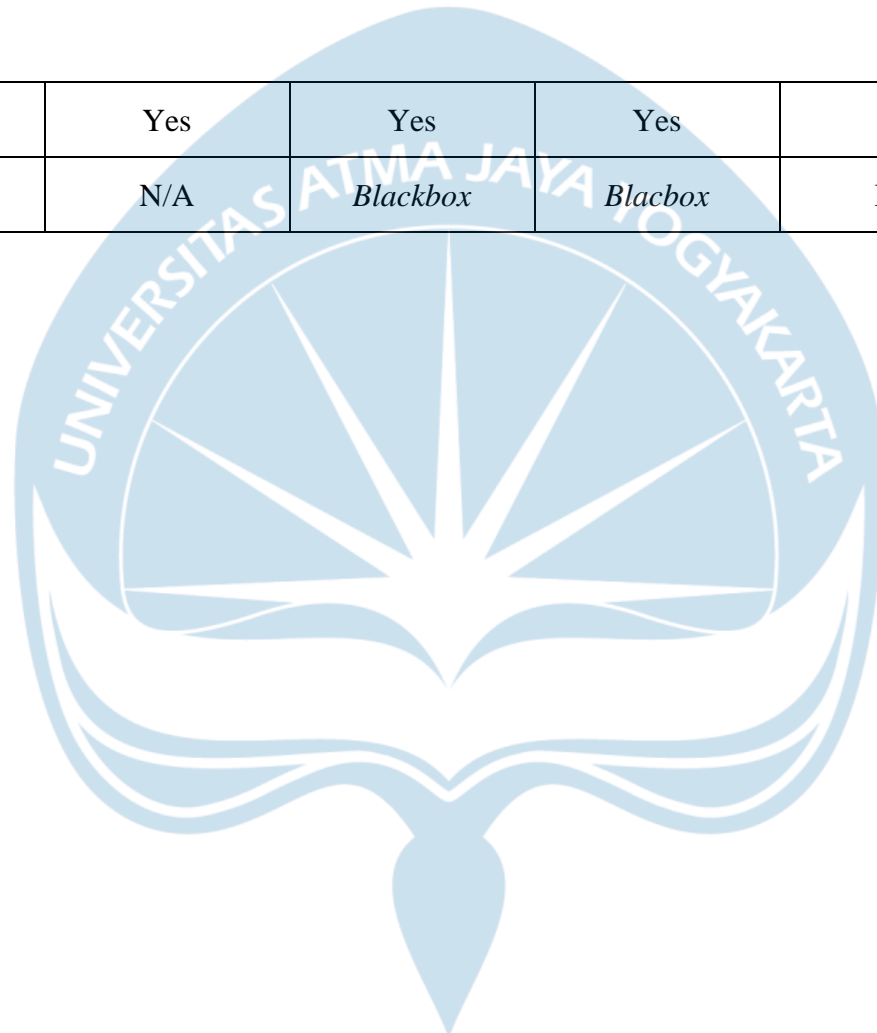 Yes Yes Yes
N/A Blackbox Blacbox
UNIVERSITAS ATMA JAYA YOGYAKARTA